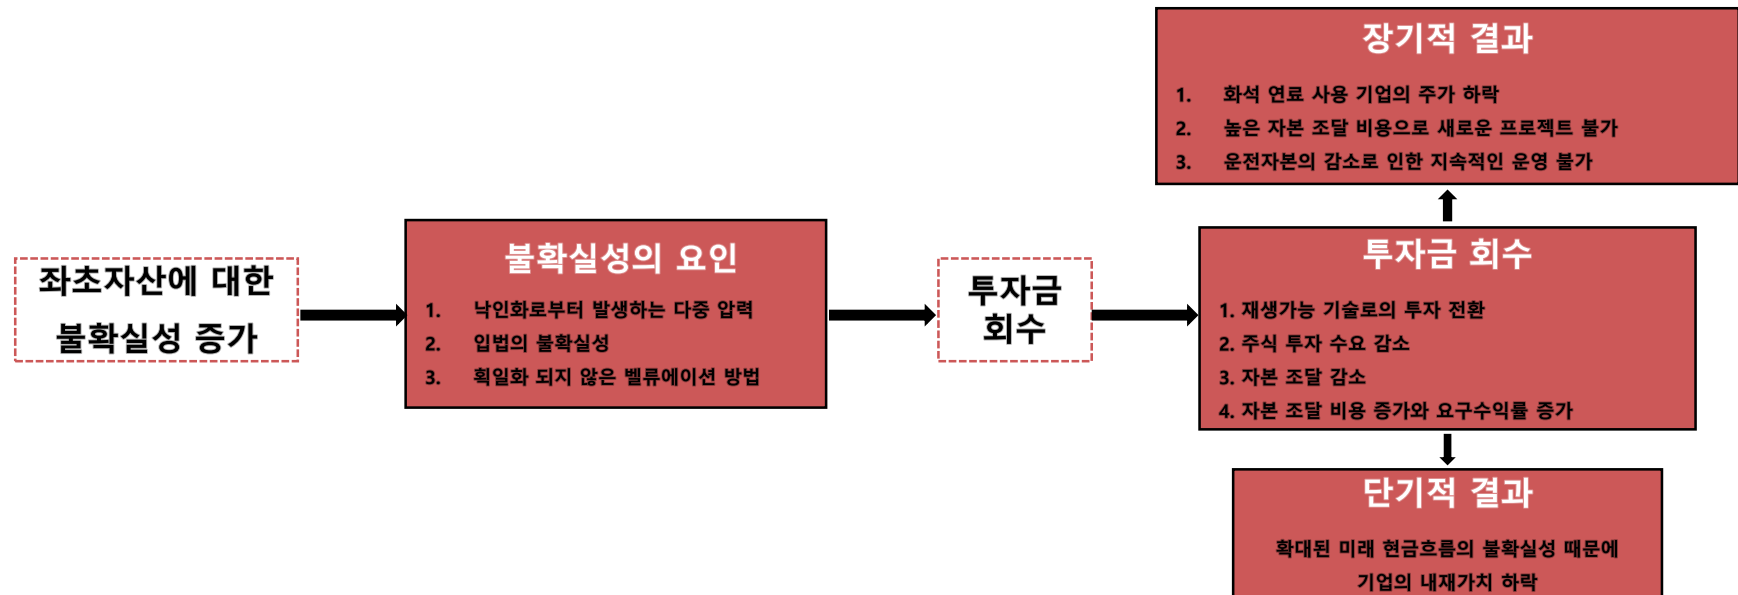 좌초자산에 대한
불확실성 증가
불확실성의 요인
1. 낙인화로부터 발생하는 다중 압력
2. 입법의 불확실성
3. 획일화 되지 않은 벨류에이션 방법
투자금
회수
장기적 결과
1. 화석 연료 사용 기업의 주가 하락
2. 높은 자본 조달 비용으로 새로운 프로젝트 불가
3. 운전자본의 감소로 인한 지속적인 운영 불가
투자금 회수
1. 재생가능 기술로의 투자 전환
2. 주식 투자 수요 감소
3. 자본 조달 감소
4. 자본 조달 비용 증가와 요구수익률 증가
단기적 결과
확대된 미래 현금흐름의 불확실성 때문에
기업의 내재가치 하락